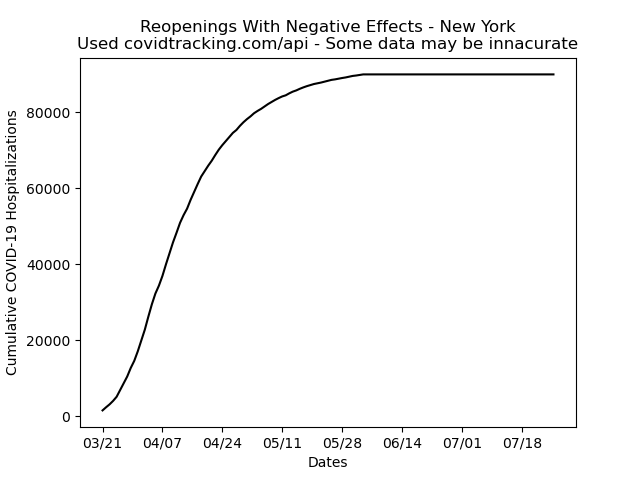 Reopenings With Negative Effects - New York
Used covidtracking.com/api - Some data may be innacurate
Cumulative COVID-19 Hospitalizations
80000
60000
40000
20000
0
03/21 04/07 04/24 05/11 05/28 06/14 07/01 07/18
Dates